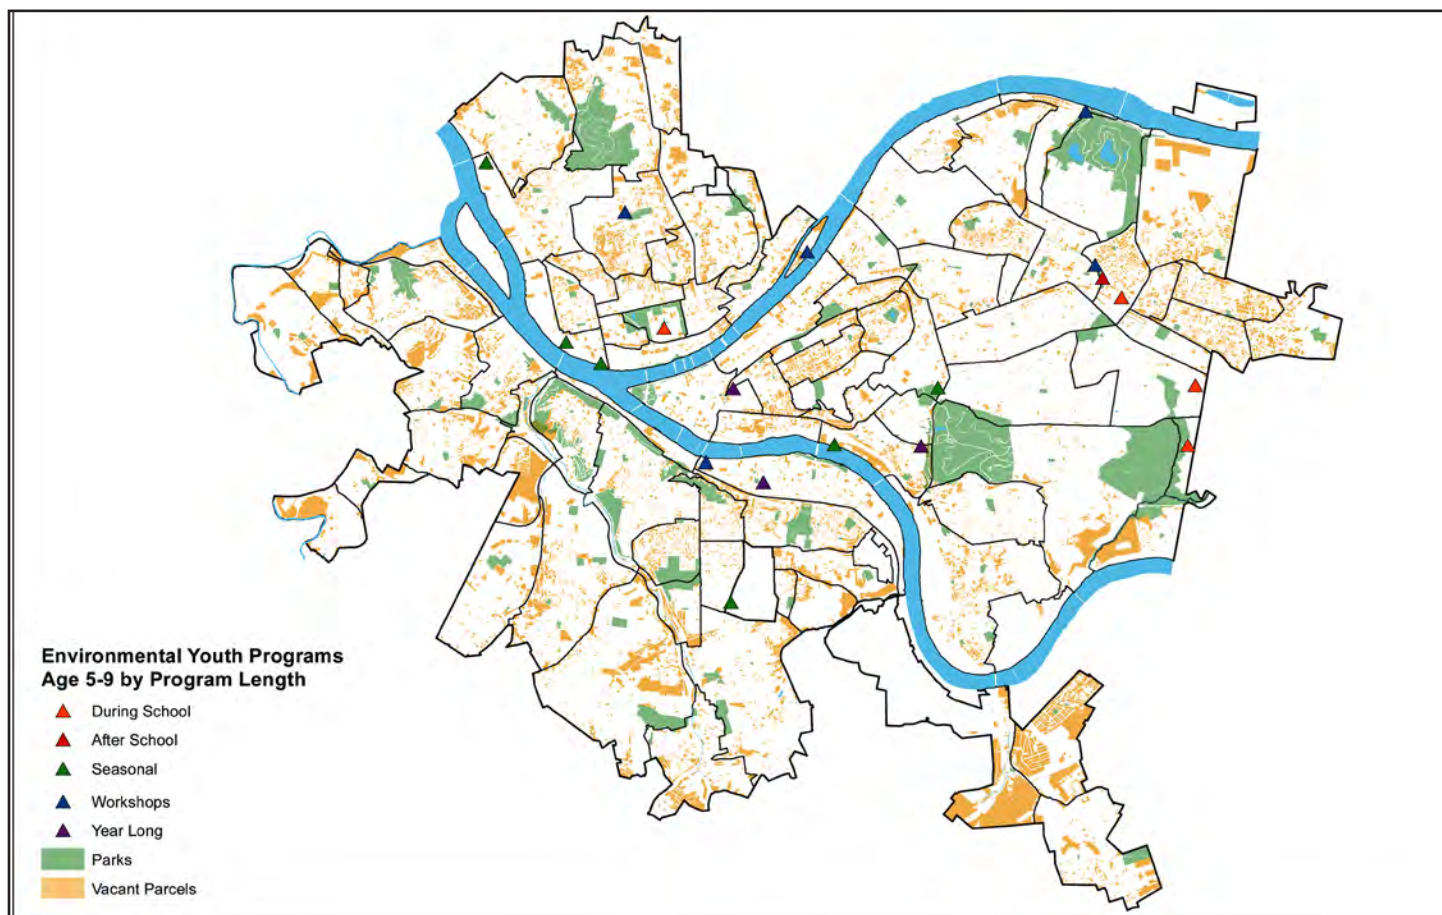 Environmental Youth Programs
Age 5-9 by Program Length
During School
After School
Seasonal
Workshops
Year Long
Parks
Vacant Parcels